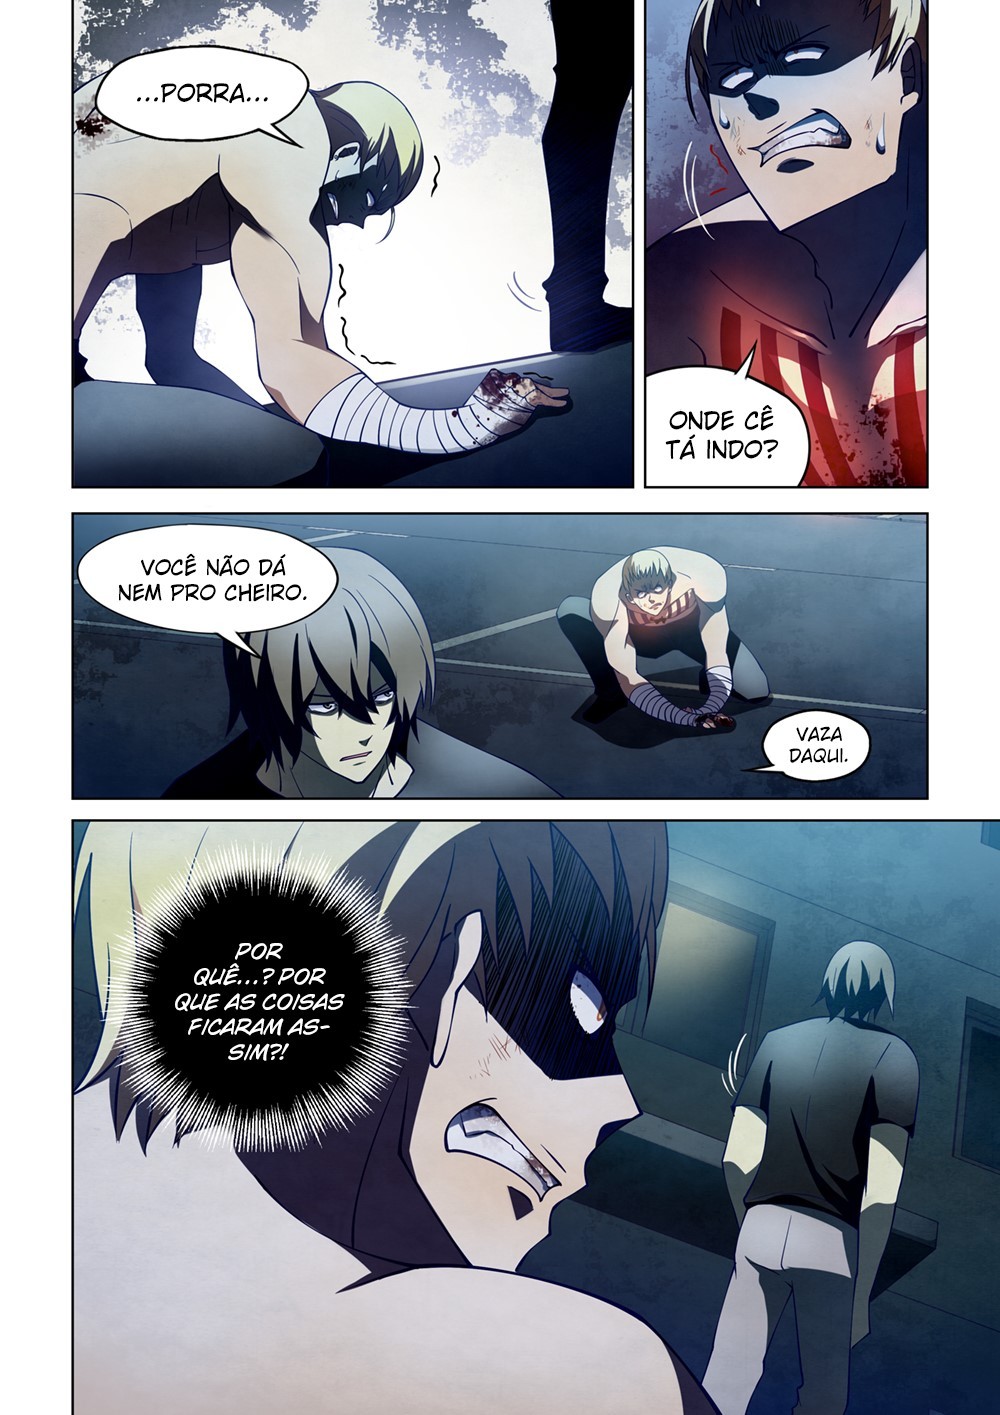 ...PORRA...
ONDE CÊ
TÁ INDO?
VOCÊ NÃO DÁ
NEM PRO CHEIRO.
VAZA
DAQUI.
POR
QUÊ...? POR
QUE AS COISAS
FICARAM AS-
SIM?!